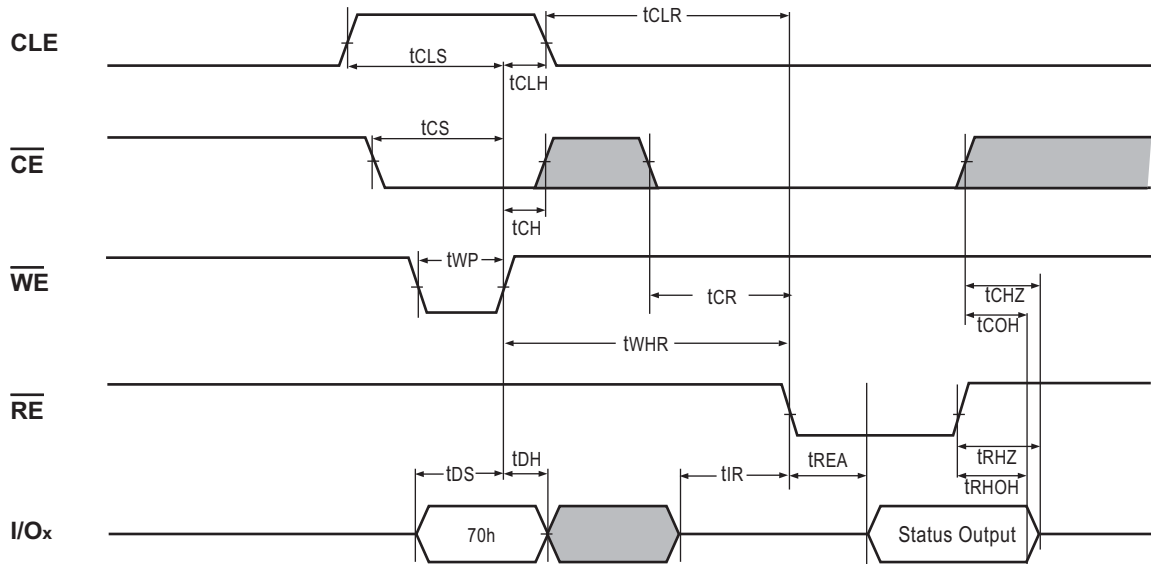 tCLR
CLE
tCLS
tCLH
tCS
CE
tCH
tWP
WE
tCR
tCHZ
tCOH
tWHR
RE
tDS
tDH
tIR
tREA
tRHZ
tRHOH
I/Ox
70h
Status Output